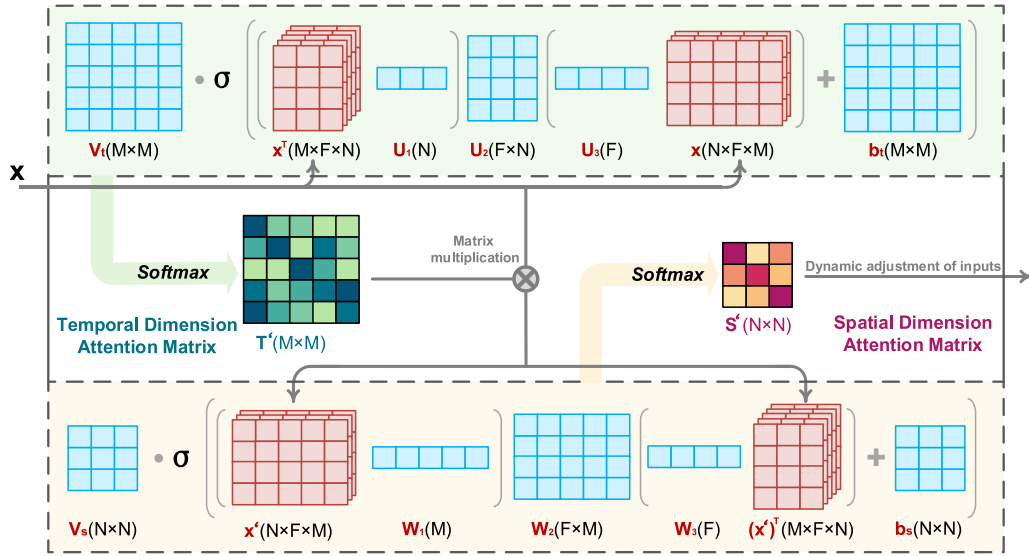 • σ
+
Vt(M×M) xᵀ(M×F×N) U₁(N) U₂(F×N) U₃(F) x(N×F×M) bt(M×M)
x
Matrix
multiplication
Softmax
Softmax
Dynamic adjustment of inputs
Temporal Dimension
Attention Matrix
T‘(M×M)
S‘(N×N)
Spatial Dimension
Attention Matrix
• σ
+
Vs(N×N) x‘(N×F×M) W₁(M) W₂(F×M) W₃(F) (x‘)ᵀ(M×F×N) bs(N×N)